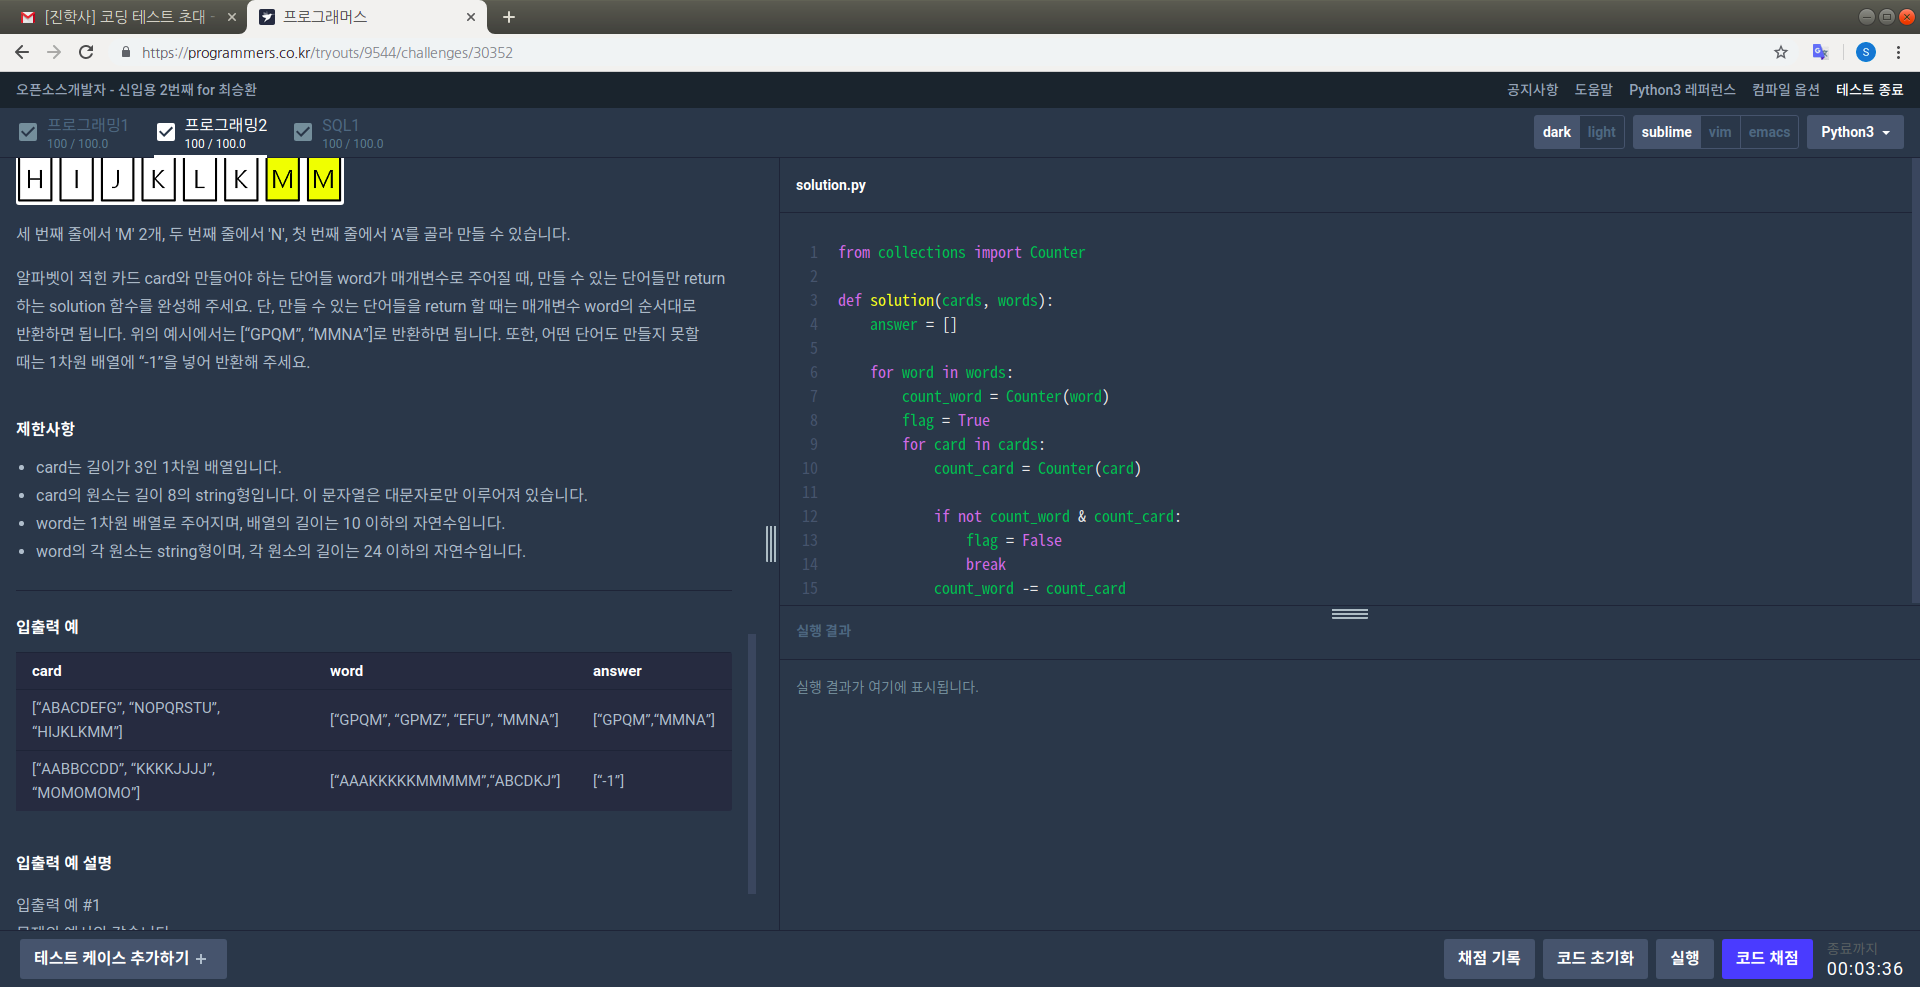 [진학사] 코딩 테스트 초대 -
프로그래머스
https://programmers.co.kr/tryouts/9544/challenges/30352
S
오픈소스개발자 - 신입용 2번째 for 최승환
공지사항 도움말 Python3 레퍼런스 컴파일 옵션 테스트 종료
프로그래밍1
100 / 100.0
프로그래밍2
100 / 100.0
SQL1
100 / 100.0
dark light sublime vim emacs Python3
H I J K L K M M
세 번째 줄에서 'M' 2개, 두 번째 줄에서 'N', 첫 번째 줄에서 'A'를 골라 만들 수 있습니다.
알파벳이 적힌 카드 card와 만들어야 하는 단어들 word가 매개변수로 주어질 때, 만들 수 있는 단어들만 return
하는 solution 함수를 완성해 주세요. 단, 만들 수 있는 단어들을 return 할 때는 매개변수 word의 순서대로
반환하면 됩니다. 위의 예시에서는 [“GPQM”, “MMNA”]로 반환하면 됩니다. 또한, 어떤 단어도 만들지 못할
때는 1차원 배열에 “-1”을 넣어 반환해 주세요.
제한사항
• card는 길이가 3인 1차원 배열입니다.
• card의 원소는 길이 8의 string형입니다. 이 문자열은 대문자로만 이루어져 있습니다.
• word는 1차원 배열로 주어지며, 배열의 길이는 10 이하의 자연수입니다.
• word의 각 원소는 string형이며, 각 원소의 길이는 24 이하의 자연수입니다.
입출력 예
card word answer
[“ABACDEFG”, “NOPQRSTU”,
“HIJKLKMM”]
[“GPQM”, “GPMZ”, “EFU”, “MMNA”]
[“GPQM”,“MMNA”]
[“AABBCCDD”, “KKKKJJJJ”,
“MOMOMOMO”]
[“AAAKKKKKMMMMM”,“ABCDKJ”]
[“-1”]
입출력 예 설명
입출력 예 #1
solution.py
1 from collections import Counter
2
3 def solution(cards, words):
4     answer = []
5
6     for word in words:
7         count_word = Counter(word)
8         flag = True
9         for card in cards:
10             count_card = Counter(card)
11
12             if not count_word & count_card:
13                 flag = False
14                 break
15             count_word -= count_card
실행 결과
실행 결과가 여기에 표시됩니다.
테스트 케이스 추가하기 +
채점 기록 코드 초기화 실행 코드 채점
종료까지
00:03:36